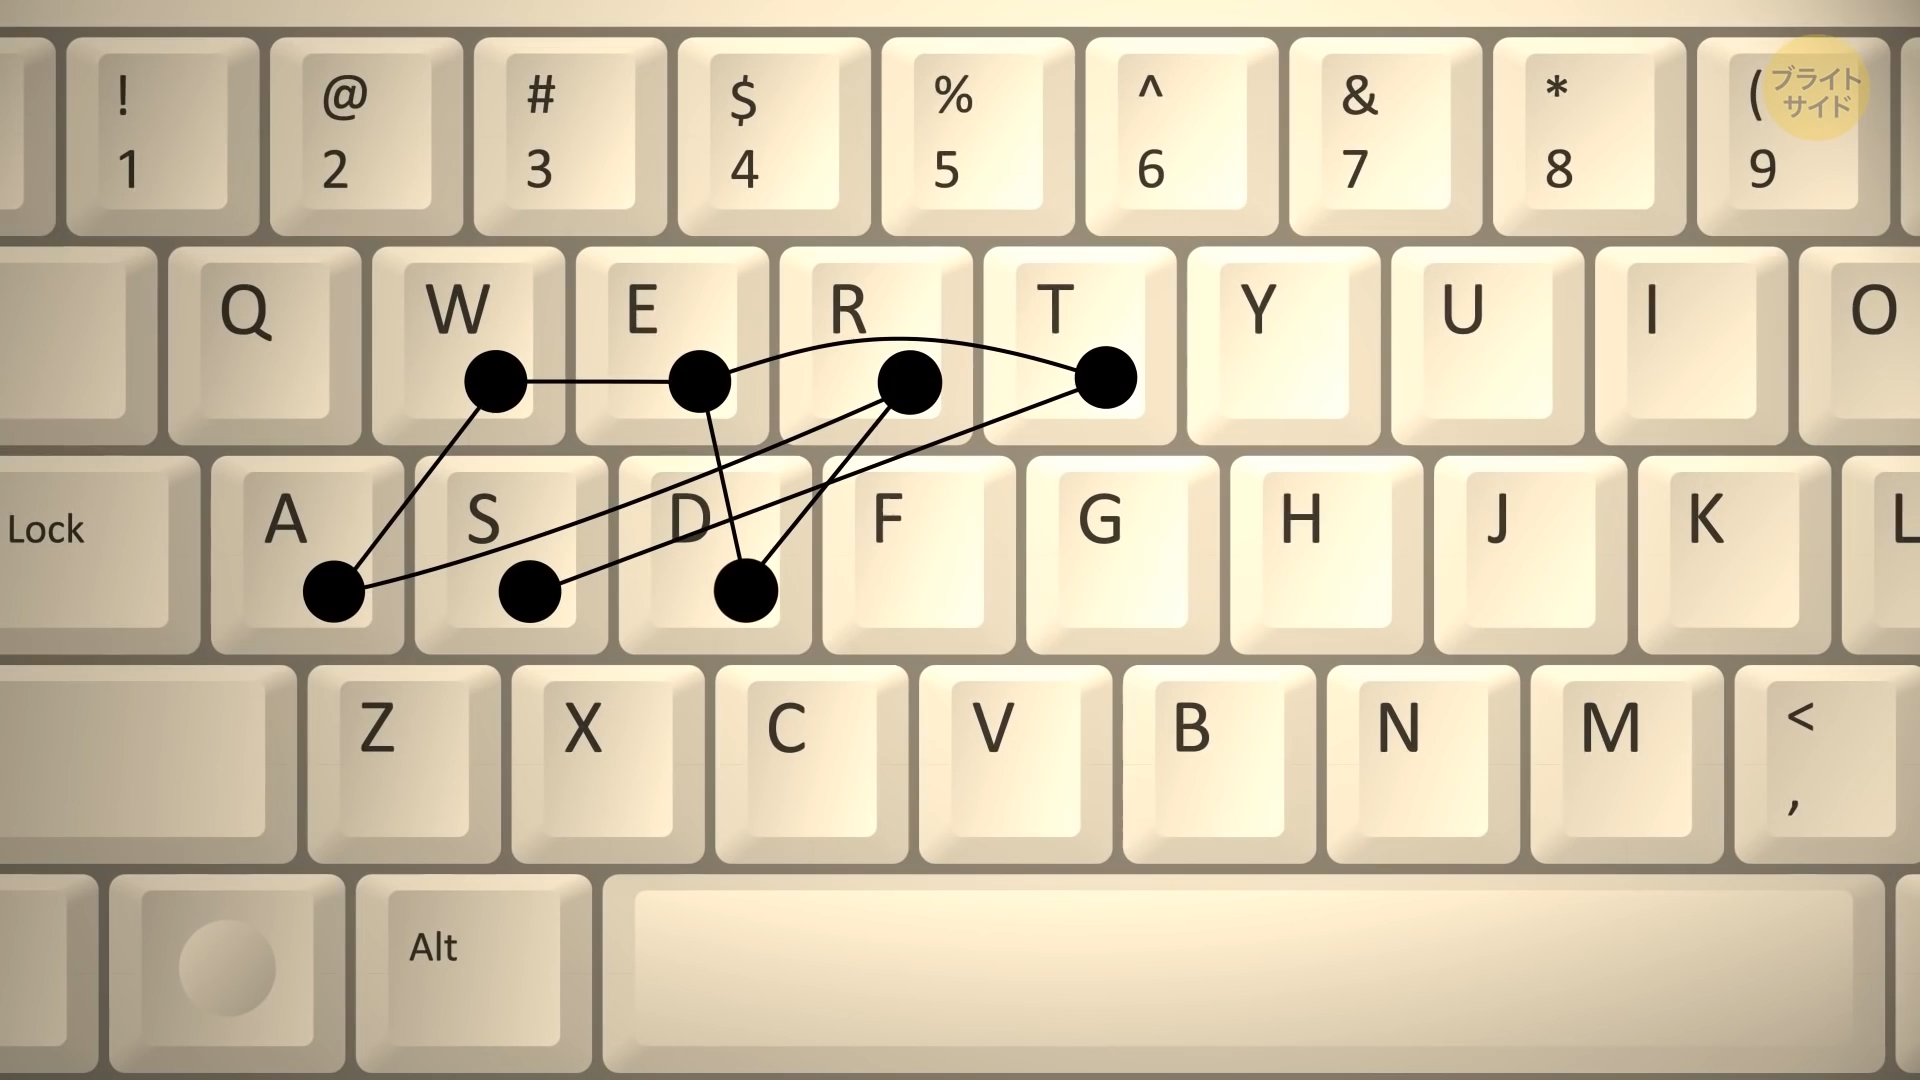 ! @ # $ % ^ & * (
1 2 3 4 5 6 7 8 9
ブライト
サイド
Q W E R T Y U I O
Lock A S D F G H J K L
Z X C V B N M <
,
Alt